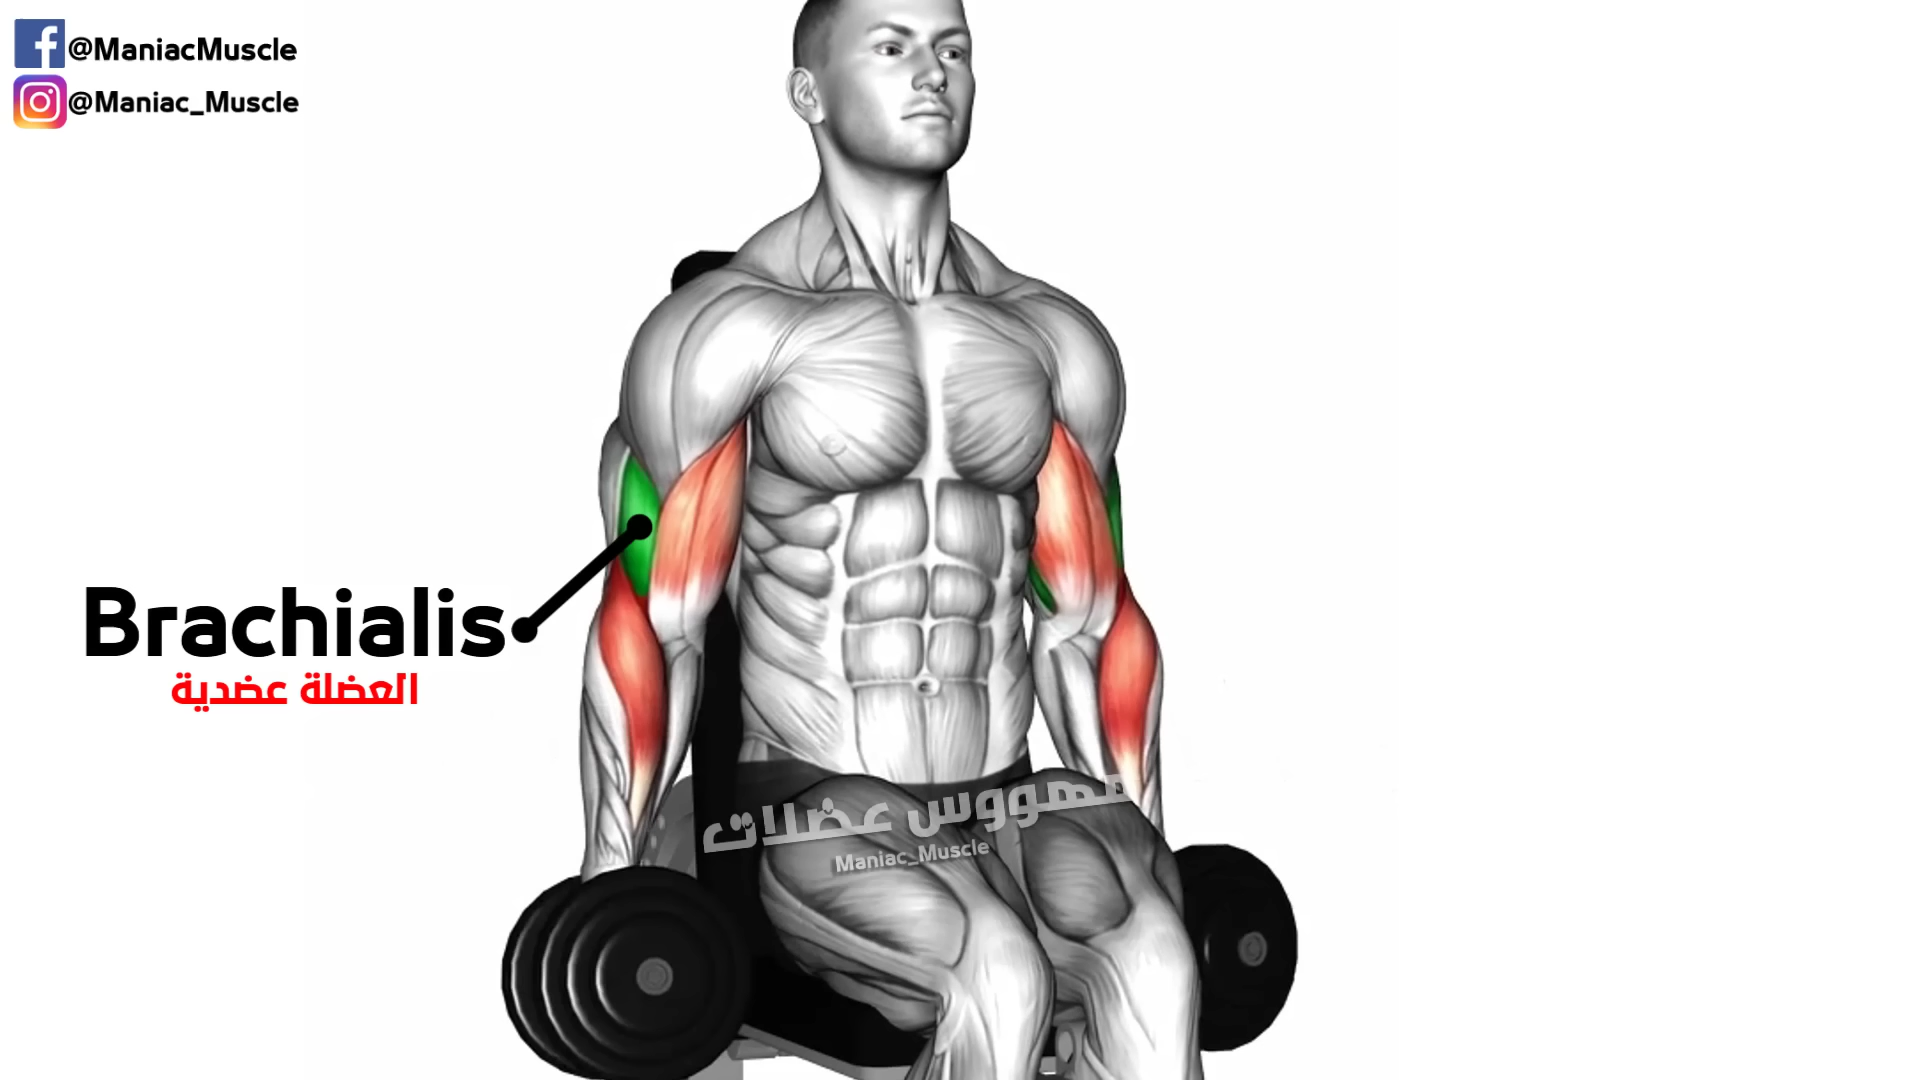 @ManiacMuscle
@Maniac_Muscle
Brachialis
العضلة عضدية
مهووس عضلات
Maniac_Muscle